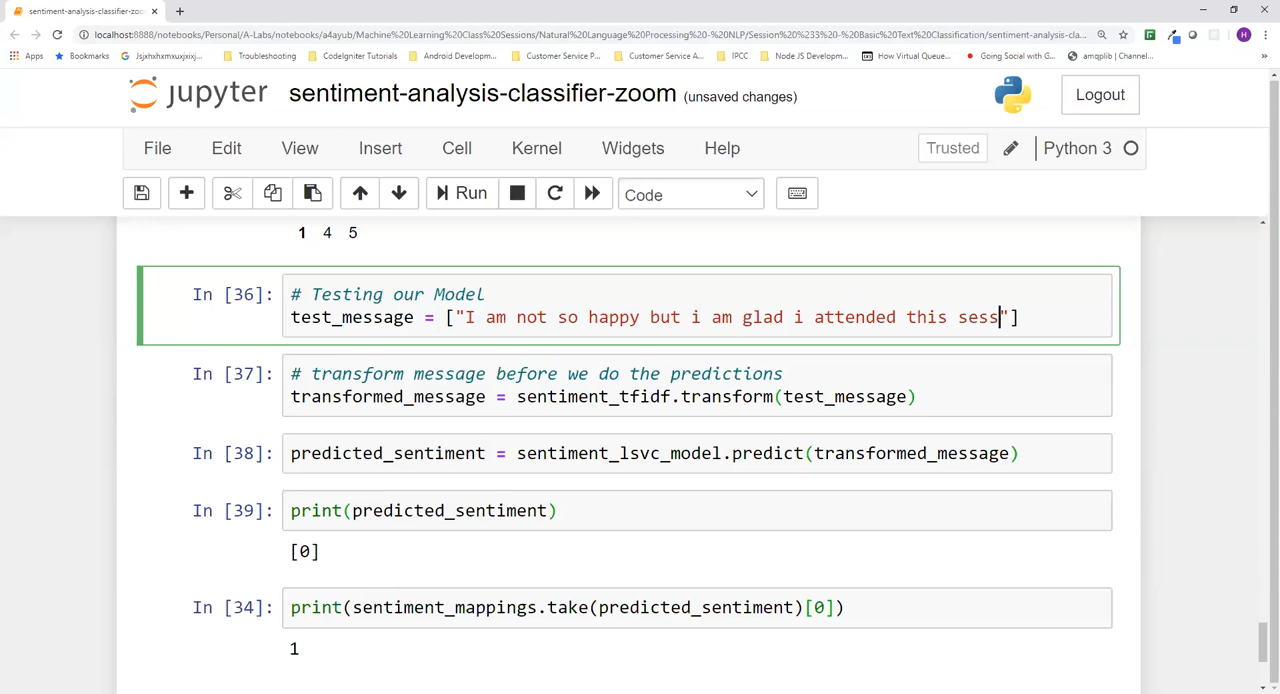 sentiment-analysis-classifier-zoo
localhost:8888/notebooks/Personal/A-Labs/notebooks/a4ayub/Machine%20Learning%20Class%20Sessions/Natural%20Language%20Processing%20-%20NLP/Session%20%233%20-%20Basic%20Text%20Classification/sentiment-analysis-cla...
H
Apps Bookmarks Jsjxhxmxuxjxixj... Troubleshooting CodeIgniter Tutorials Android Developm... Customer Service P... Customer Service A... IPCC Node JS Developm... How Virtual Queue... Going Social with G... amqplib | Channel...
jupyter sentiment-analysis-classifier-zoom (unsaved changes) Logout
File Edit View Insert Cell Kernel Widgets Help Trusted Python 3
Run Code
1 4 5
In [36]: # Testing our Model
test_message = ["I am not so happy but i am glad i attended this sess"]
In [37]: # transform message before we do the predictions
transformed_message = sentiment_tfidf.transform(test_message)
In [38]: predicted_sentiment = sentiment_lsvc_model.predict(transformed_message)
In [39]: print(predicted_sentiment)
[0]
In [34]: print(sentiment_mappings.take(predicted_sentiment)[0])
1